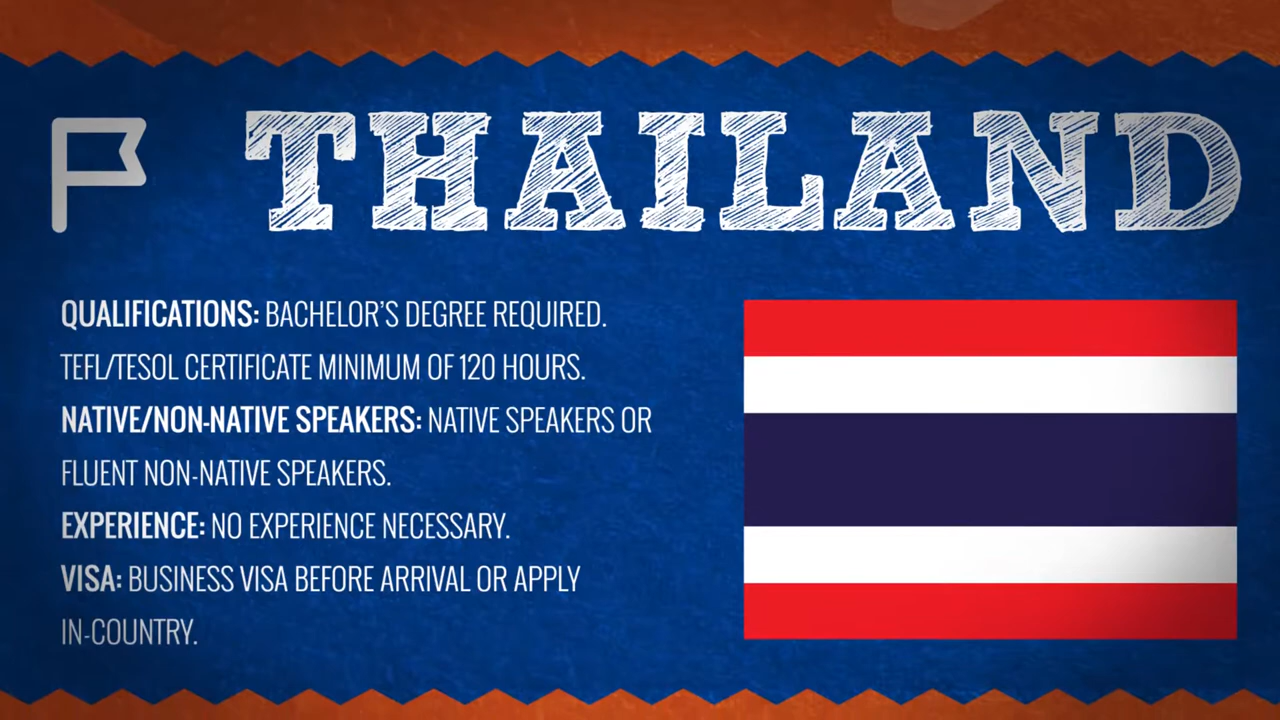 THAILAND
QUALIFICATIONS: BACHELOR'S DEGREE REQUIRED.
TEFL/TESOL CERTIFICATE MINIMUM OF 120 HOURS.
NATIVE/NON-NATIVE SPEAKERS: NATIVE SPEAKERS OR
FLUENT NON-NATIVE SPEAKERS.
EXPERIENCE: NO EXPERIENCE NECESSARY.
VISA: BUSINESS VISA BEFORE ARRIVAL OR APPLY
IN-COUNTRY.